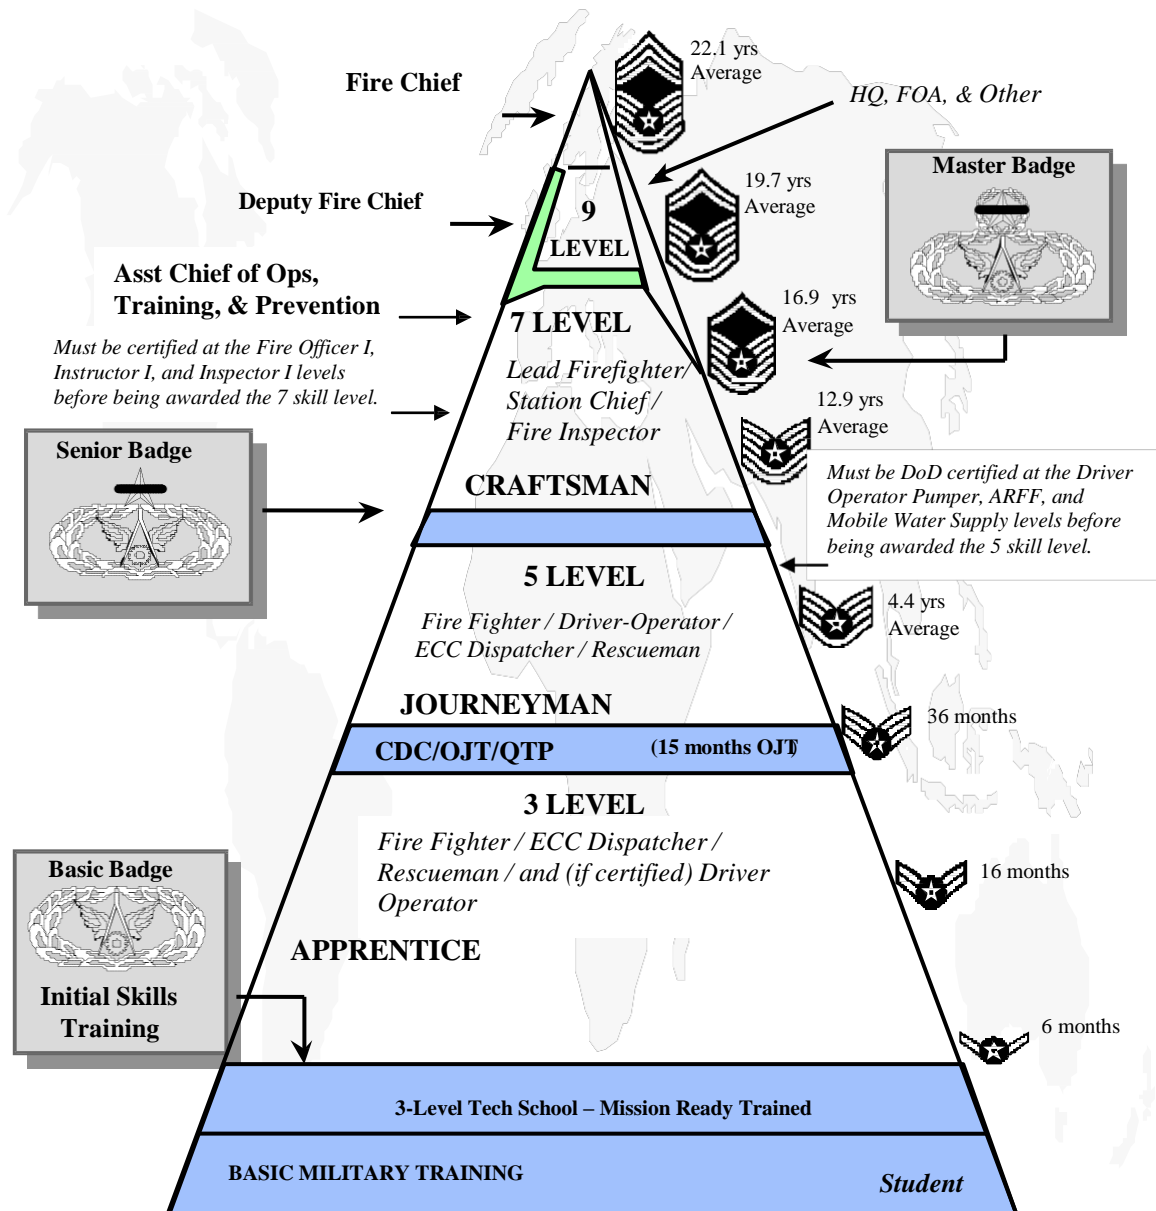 22.1 yrs
Average
Fire Chief
HQ, FOA, & Other
Master Badge
19.7 yrs
Average
Deputy Fire Chief
9
LEVEL
Asst Chief of Ops,
Training, & Prevention
16.9 yrs
Average
7 LEVEL
Must be certified at the Fire Officer I,
Instructor I, and Inspector I levels
before being awarded the 7 skill level.
Lead Firefighter/
Station Chief /
Fire Inspector
12.9 yrs
Average
Senior Badge
CRAFTSMAN
Must be DoD certified at the Driver
Operator Pumper, ARFF, and
Mobile Water Supply levels before
being awarded the 5 skill level.
5 LEVEL
4.4 yrs
Average
Fire Fighter / Driver-Operator /
ECC Dispatcher / Rescueman
JOURNEYMAN
36 months
CDC/OJT/QTP (15 months OJT)
3 LEVEL
Fire Fighter / ECC Dispatcher /
Rescueman / and (if certified) Driver
Operator
16 months
Basic Badge
APPRENTICE
Initial Skills
Training
6 months
3-Level Tech School – Mission Ready Trained
BASIC MILITARY TRAINING
Student